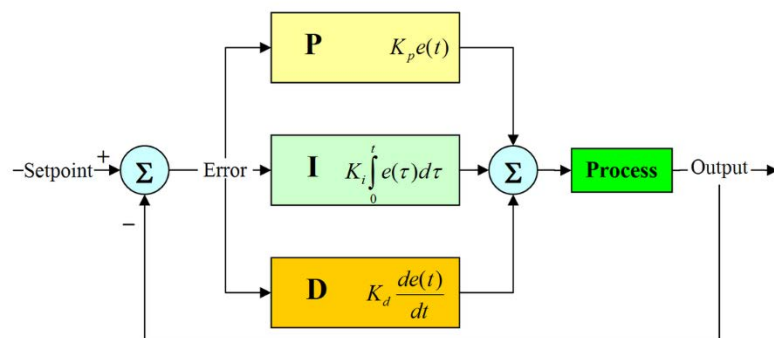 P K_p e(t)
–Setpoint + Σ Error I K_i ∫_0^t e(τ)dτ Σ Process Output
−
D K_d de(t)/dt